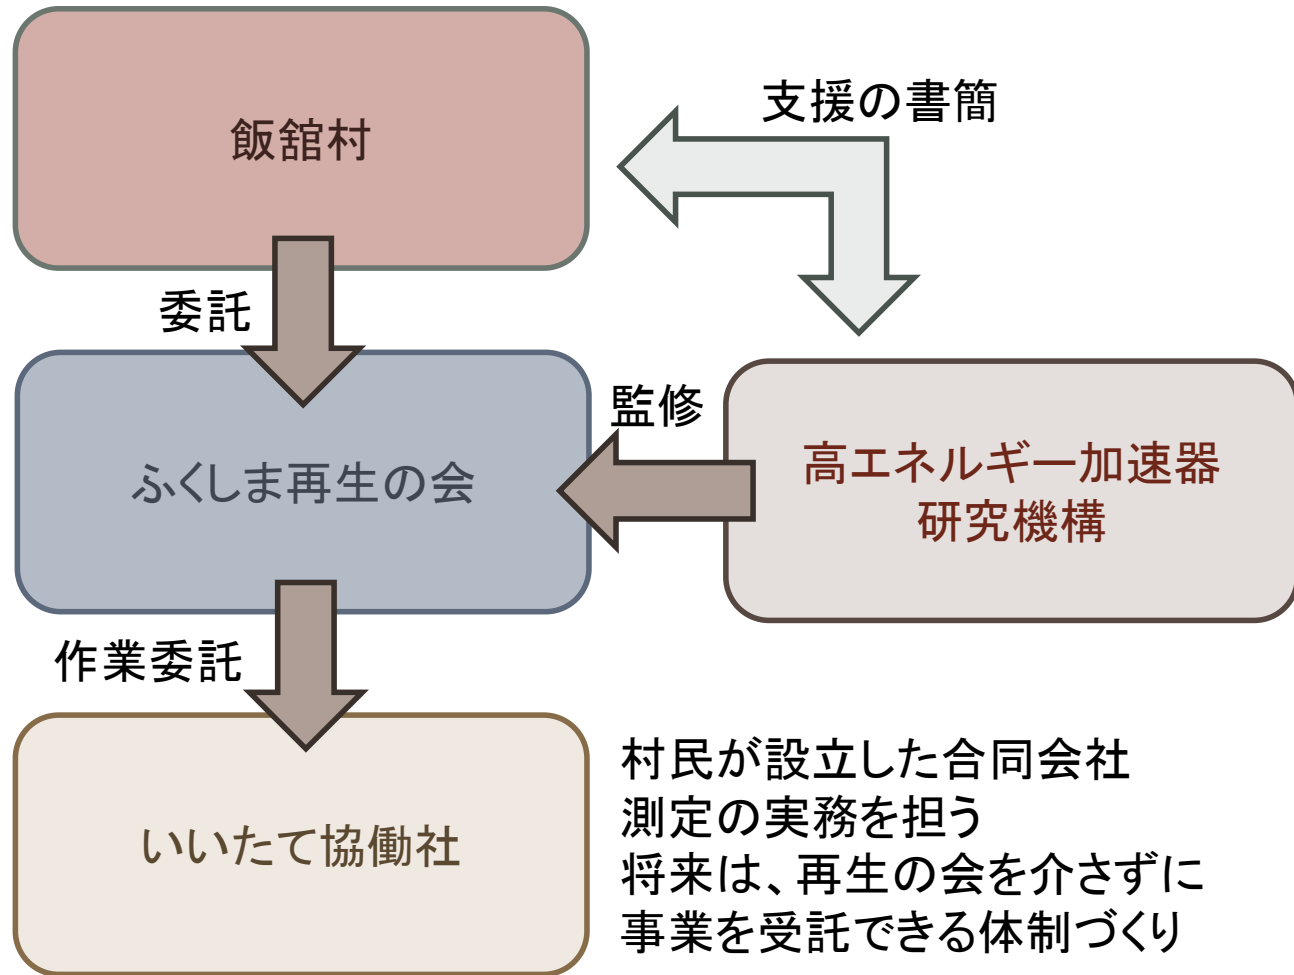 飯舘村
支援の書簡
委託
ふくしま再生の会
監修
高エネルギー加速器
研究機構
作業委託
いいたて協働社
村民が設立した合同会社
測定の実務を担う
将来は、再生の会を介さずに
事業を受託できる体制づくり